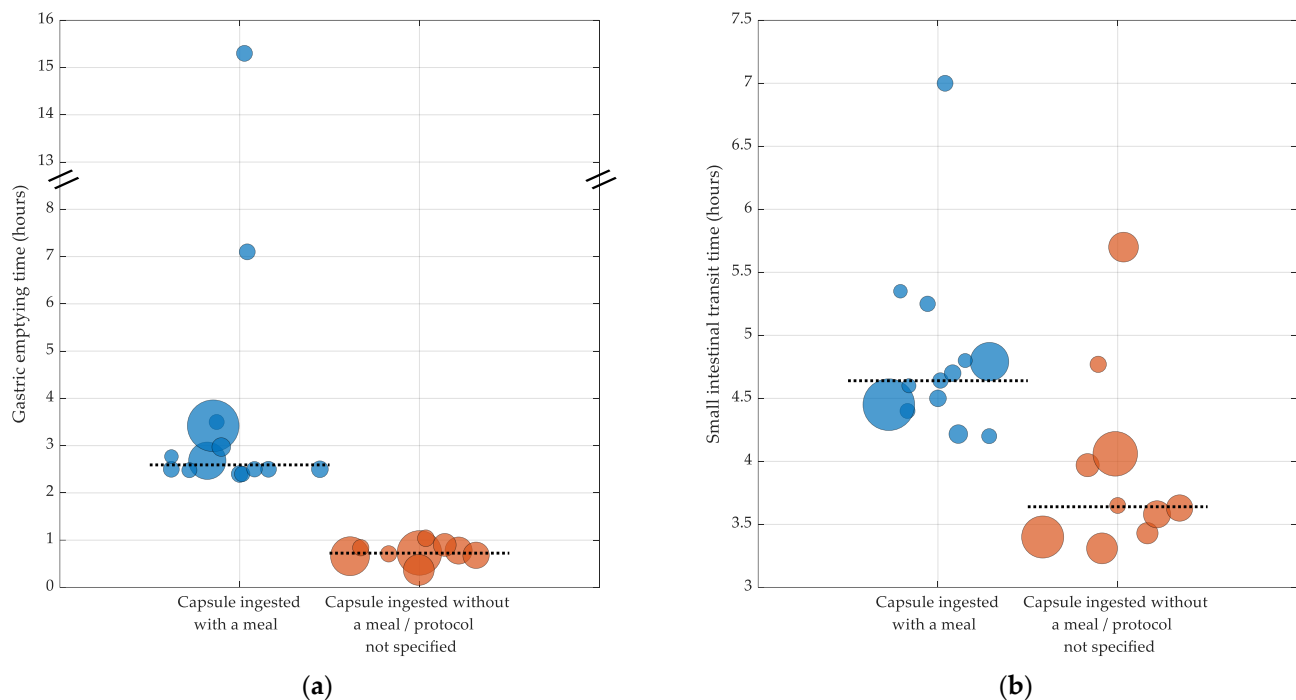 Gastric emptying time (hours)
16
15
14
13
8
7
6
5
4
3
2
1
0
Capsule ingested
with a meal
Capsule ingested without
a meal / protocol
not specified
(a)
Small intestinal transit time (hours)
7.5
7
6.5
6
5.5
5
4.5
4
3.5
3
Capsule ingested
with a meal
Capsule ingested without
a meal / protocol
not specified
(b)